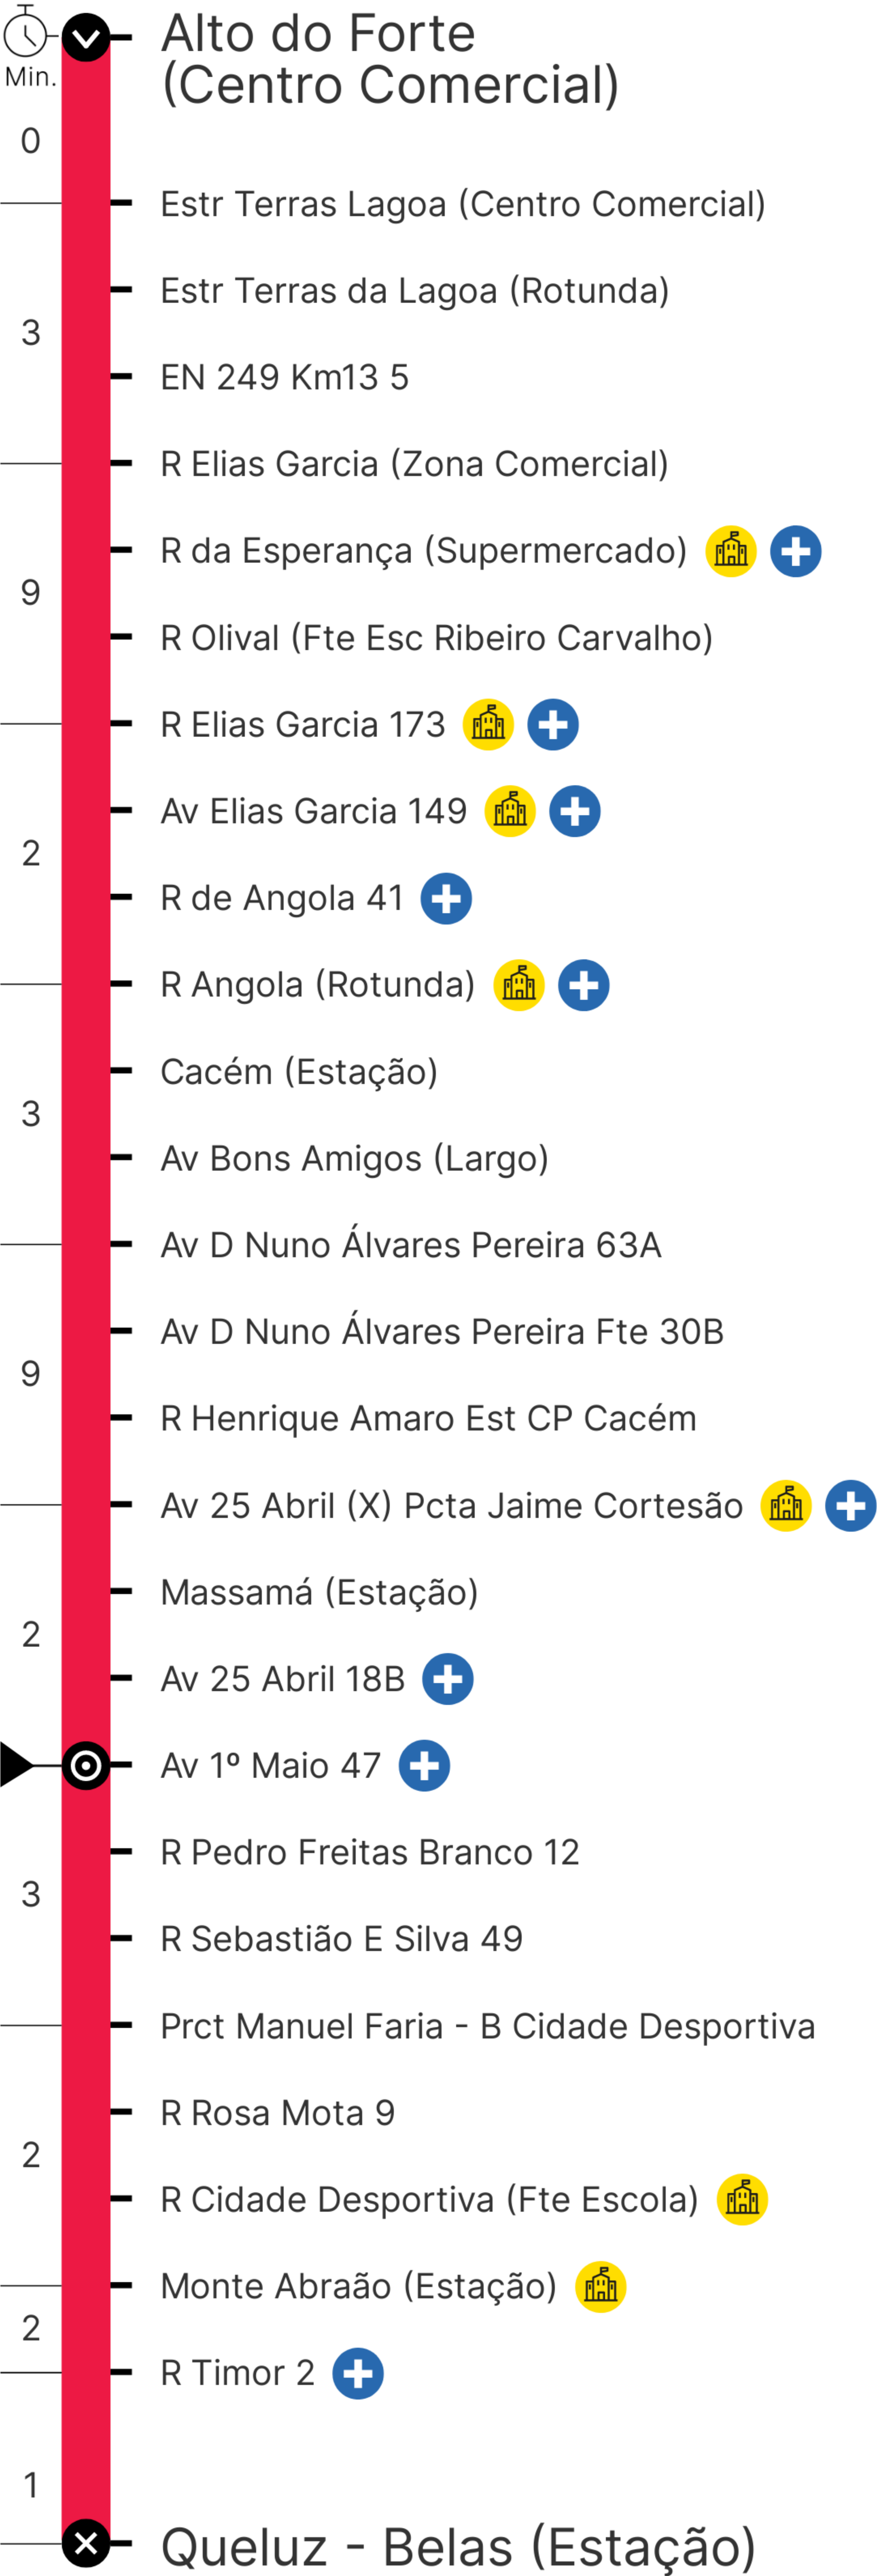 Alto do Forte
(Centro Comercial)
Min.
0
Estr Terras Lagoa (Centro Comercial)
Estr Terras da Lagoa (Rotunda)
3
EN 249 Km13 5
R Elias Garcia (Zona Comercial)
R da Esperança (Supermercado)
9
R Olival (Fte Esc Ribeiro Carvalho)
R Elias Garcia 173
Av Elias Garcia 149
2
R de Angola 41
R Angola (Rotunda)
Cacém (Estação)
3
Av Bons Amigos (Largo)
Av D Nuno Álvares Pereira 63A
Av D Nuno Álvares Pereira Fte 30B
9
R Henrique Amaro Est CP Cacém
Av 25 Abril (X) Pcta Jaime Cortesão
Massamá (Estação)
2
Av 25 Abril 18B
Av 1º Maio 47
R Pedro Freitas Branco 12
3
R Sebastião E Silva 49
Prct Manuel Faria - B Cidade Desportiva
R Rosa Mota 9
2
R Cidade Desportiva (Fte Escola)
Monte Abraão (Estação)
2
R Timor 2
1
Queluz - Belas (Estação)